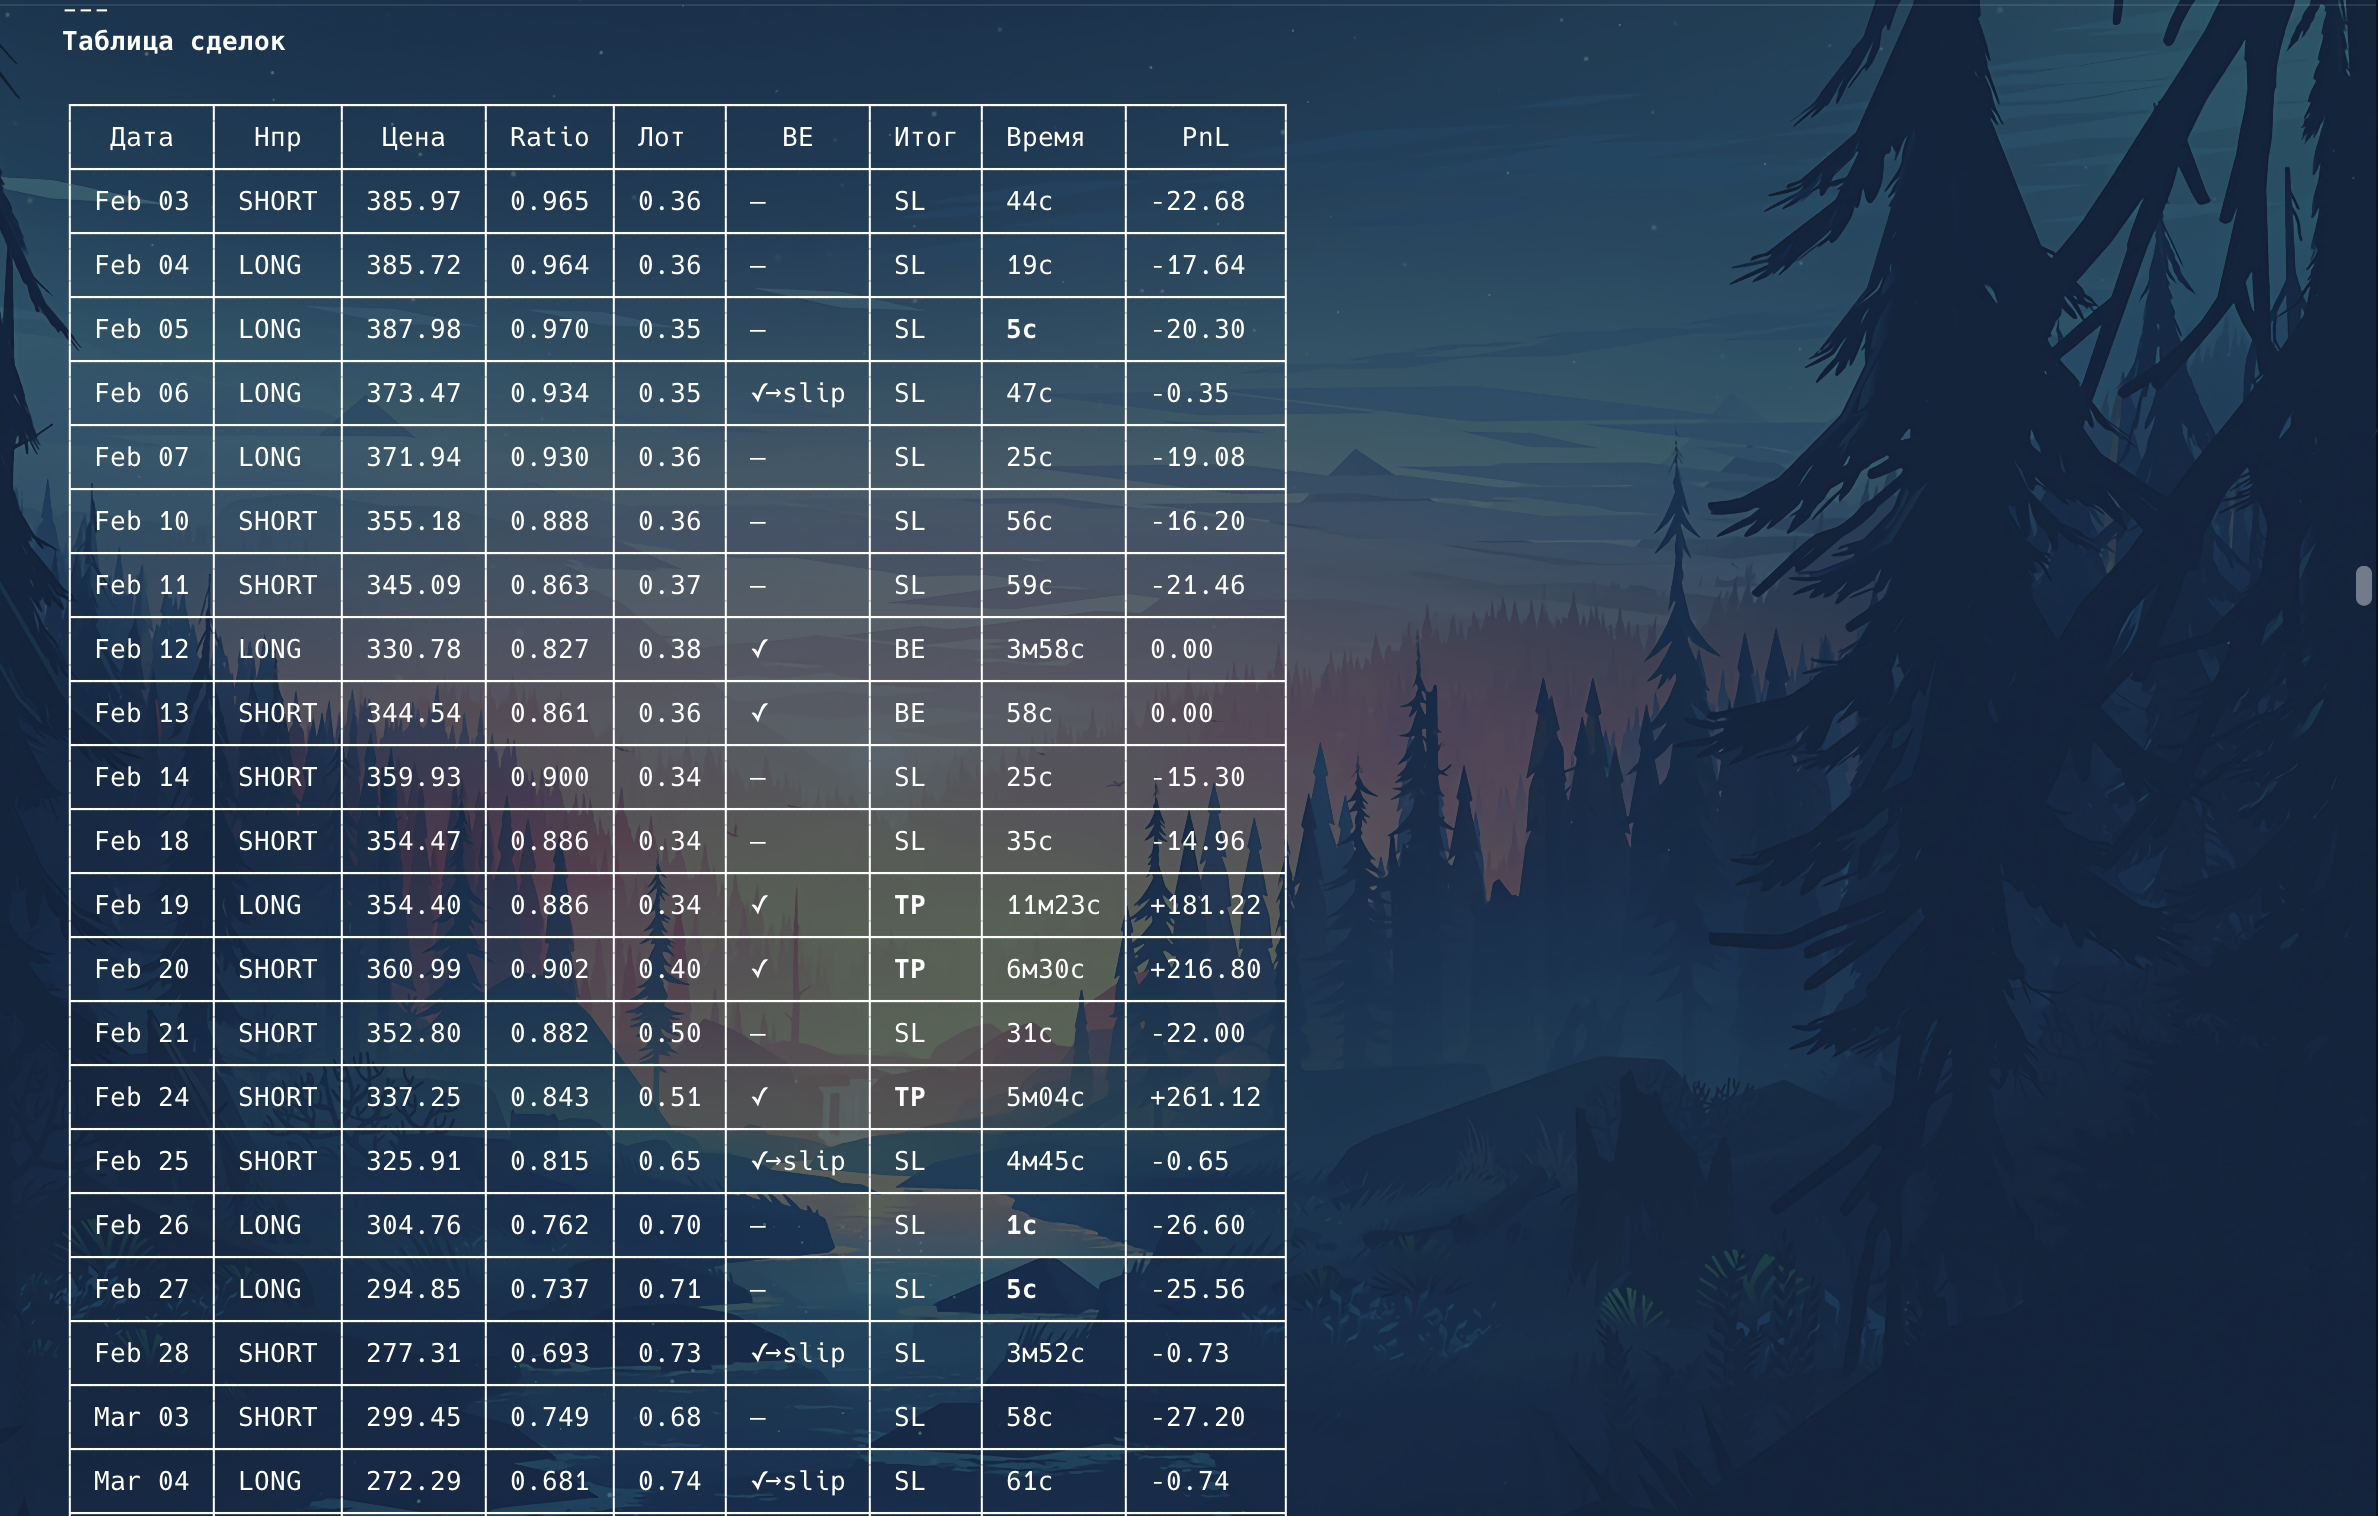 ---
Таблица сделок
Дата Нпр Цена Ratio Лот BE Итог Время PnL
Feb 03 SHORT 385.97 0.965 0.36 — SL 44с -22.68
Feb 04 LONG 385.72 0.964 0.36 — SL 19с -17.64
Feb 05 LONG 387.98 0.970 0.35 — SL 5с -20.30
Feb 06 LONG 373.47 0.934 0.35 ✓→slip SL 47с -0.35
Feb 07 LONG 371.94 0.930 0.36 — SL 25с -19.08
Feb 10 SHORT 355.18 0.888 0.36 — SL 56с -16.20
Feb 11 SHORT 345.09 0.863 0.37 — SL 59с -21.46
Feb 12 LONG 330.78 0.827 0.38 ✓ BE 3м58с 0.00
Feb 13 SHORT 344.54 0.861 0.36 ✓ BE 58с 0.00
Feb 14 SHORT 359.93 0.900 0.34 — SL 25с -15.30
Feb 18 SHORT 354.47 0.886 0.34 — SL 35с -14.96
Feb 19 LONG 354.40 0.886 0.34 ✓ TP 11м23с +181.22
Feb 20 SHORT 360.99 0.902 0.40 ✓ TP 6м30с +216.80
Feb 21 SHORT 352.80 0.882 0.50 — SL 31с -22.00
Feb 24 SHORT 337.25 0.843 0.51 ✓ TP 5м04с +261.12
Feb 25 SHORT 325.91 0.815 0.65 ✓→slip SL 4м45с -0.65
Feb 26 LONG 304.76 0.762 0.70 — SL 1с -26.60
Feb 27 LONG 294.85 0.737 0.71 — SL 5с -25.56
Feb 28 SHORT 277.31 0.693 0.73 ✓→slip SL 3м52с -0.73
Mar 03 SHORT 299.45 0.749 0.68 — SL 58с -27.20
Mar 04 LONG 272.29 0.681 0.74 ✓→slip SL 61с -0.74